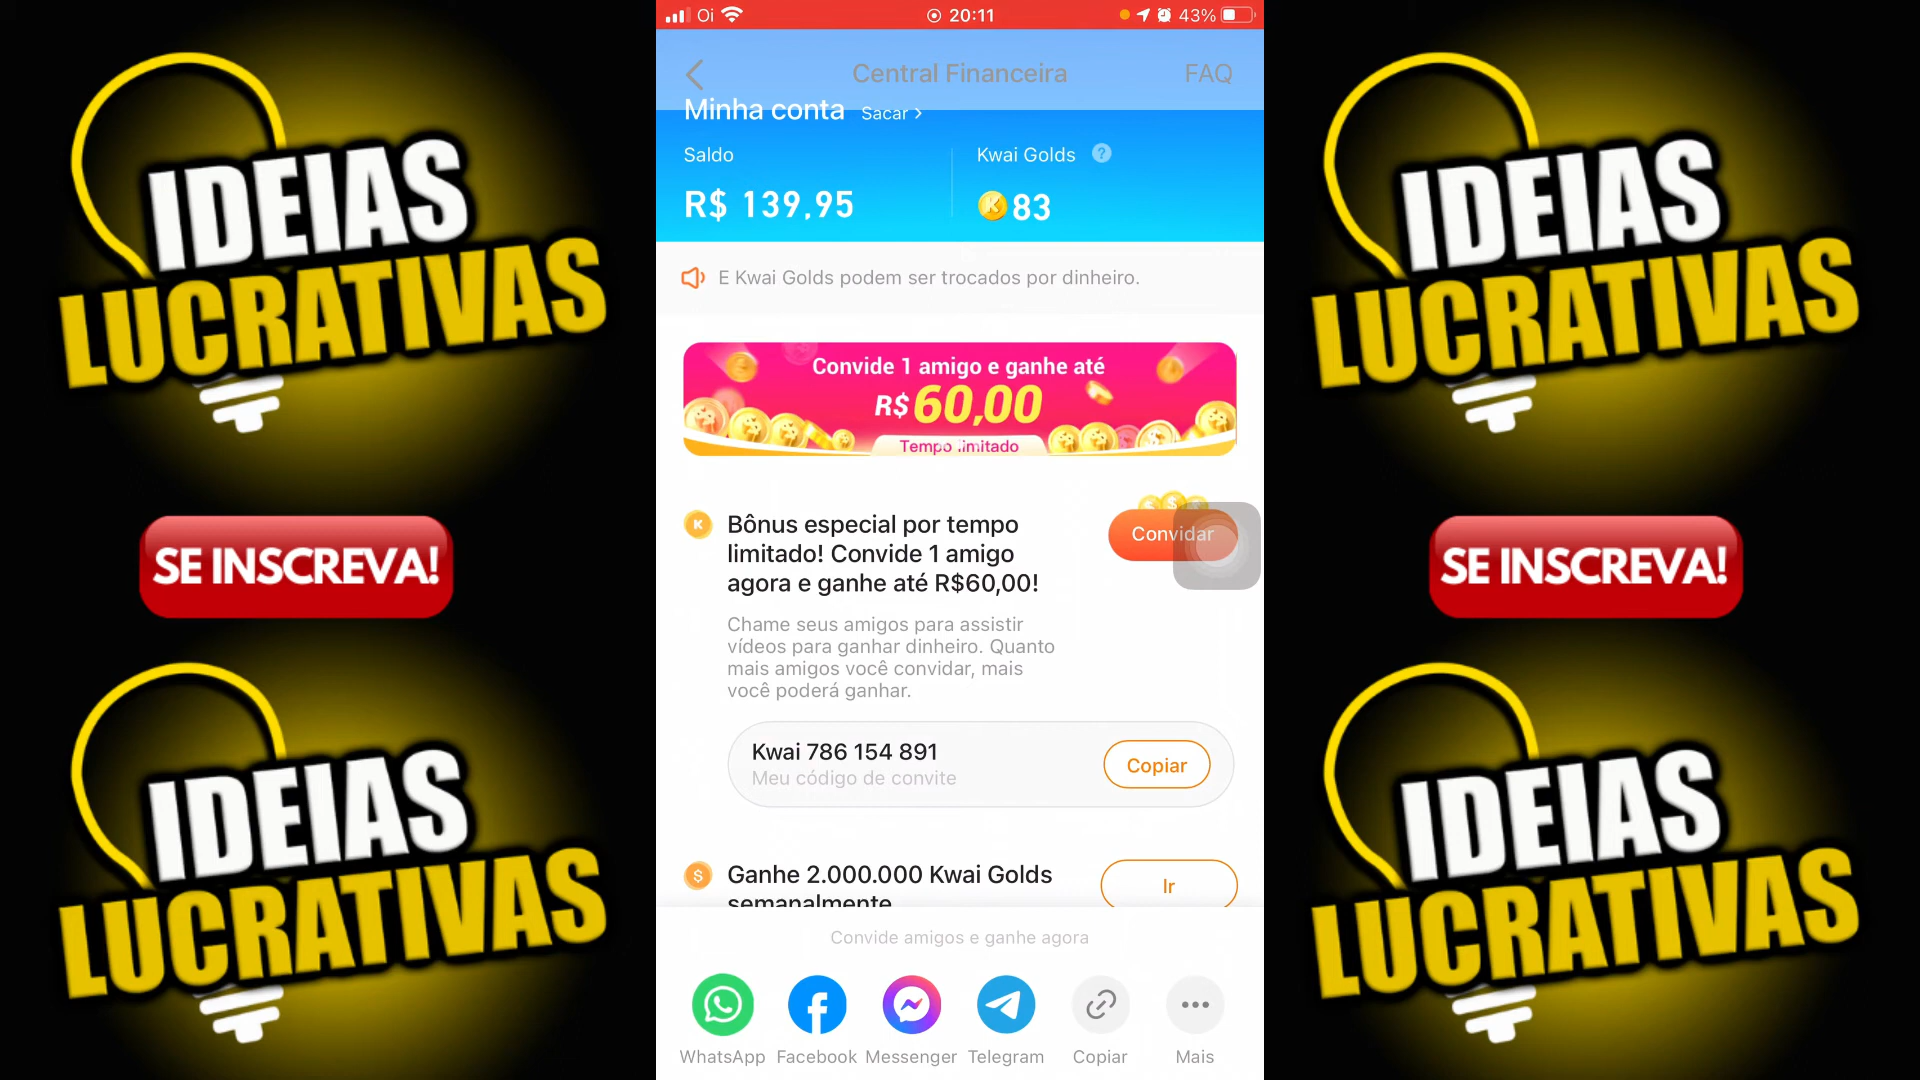 IDEIAS
LUCRATIVAS
SE INSCREVA!
IDEIAS
LUCRATIVAS
Oi
20:11
43%
Central Financeira
FAQ
Minha conta
Sacar >
Saldo
Kwai Golds ?
R$ 139,95
K 83
E Kwai Golds podem ser trocados por dinheiro.
Convide 1 amigo e ganhe até
R$ 60,00
Tempo limitado
K
Bônus especial por tempo
limitado! Convide 1 amigo
agora e ganhe até R$60,00!
Convidar
Chame seus amigos para assistir
vídeos para ganhar dinheiro. Quanto
mais amigos você convidar, mais
você poderá ganhar.
Kwai 786 154 891
Meu código de convite
Copiar
$
Ganhe 2.000.000 Kwai Golds
semanalmente
Ir
Convide amigos e ganhe agora
WhatsApp Facebook Messenger Telegram Copiar Mais
IDEIAS
LUCRATIVAS
SE INSCREVA!
IDEIAS
LUCRATIVAS